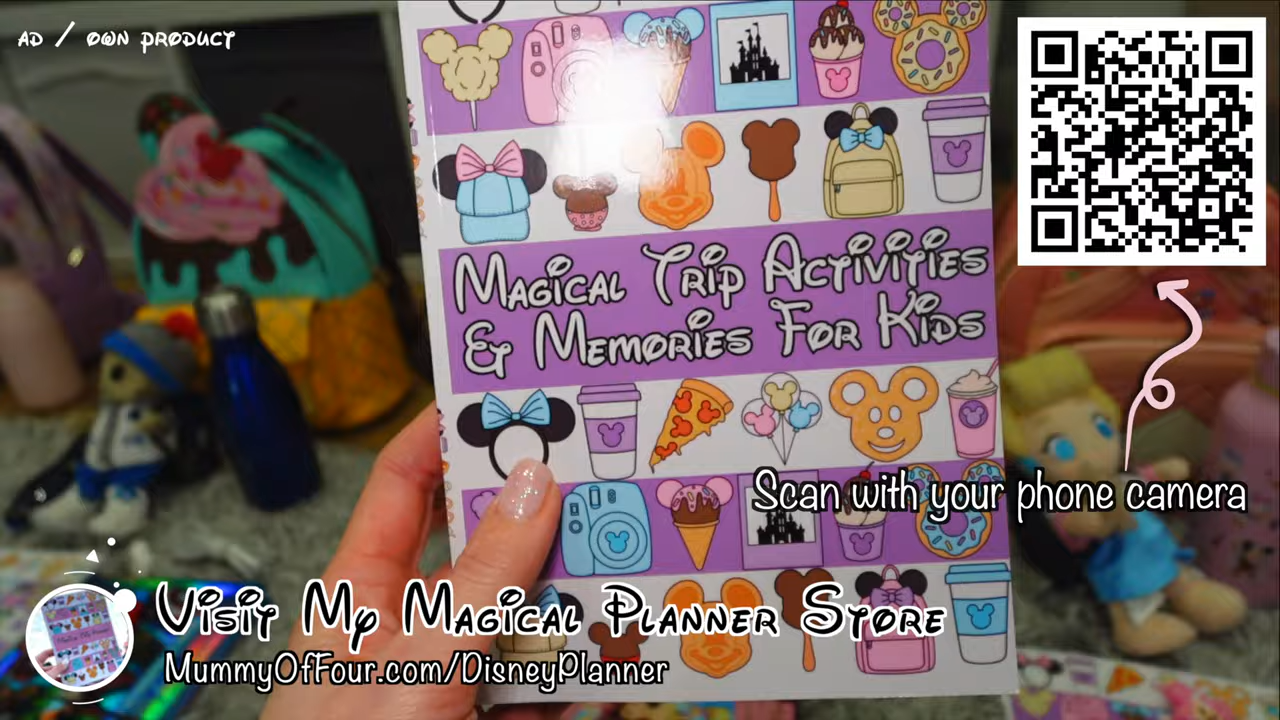 AD / OWN PRODUCT
MAGICAL TRIP ACTIVITIES
& MEMORIES FOR KIDS
Scan with your phone camera
VISIT MY MAGICAL PLANNER STORE
MummyOfFour.com/DisneyPlanner